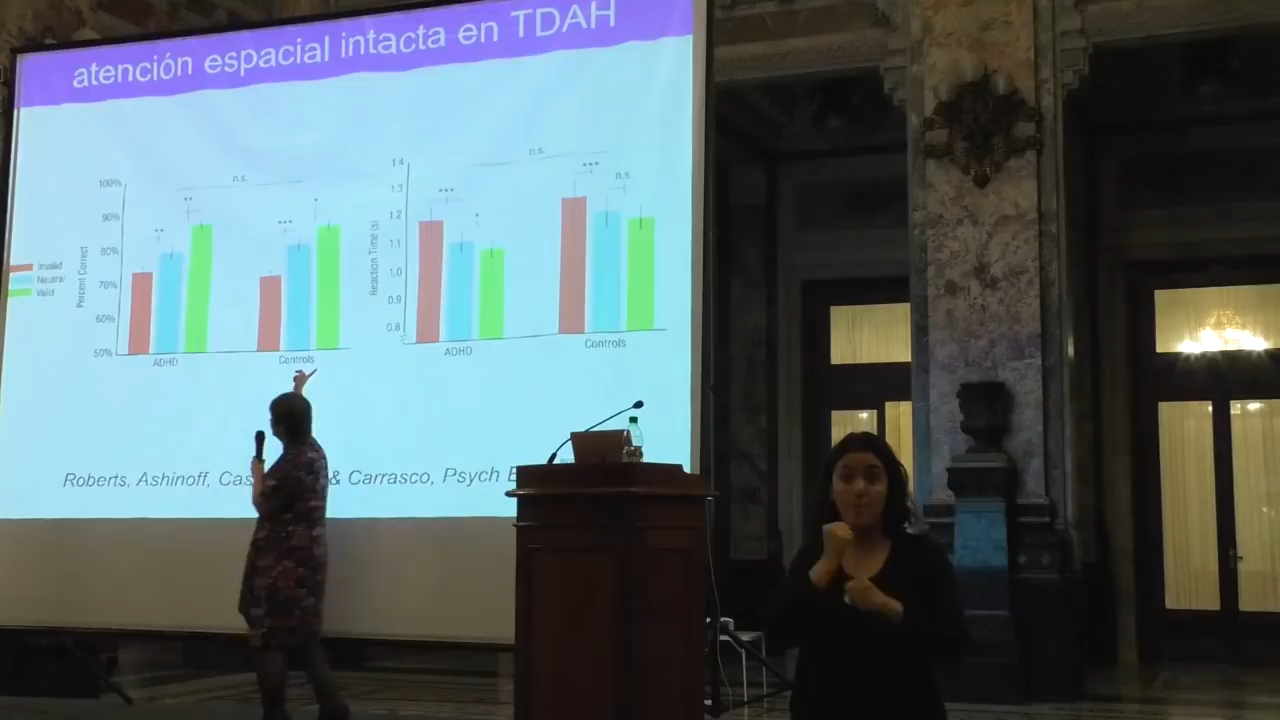 atención espacial intacta en TDAH
n.s.
100%
90%
80%
70%
60%
50%
Percent Correct
** ** *** *
ADHD Controls
Invalid
Neutral
Valid
n.s.
*** * *** n.s.
1.4
1.3
1.2
1.1
1.0
0.9
0.8
Reaction Time (s)
ADHD Controls
Roberts, Ashinoff, & Carrasco, Psych